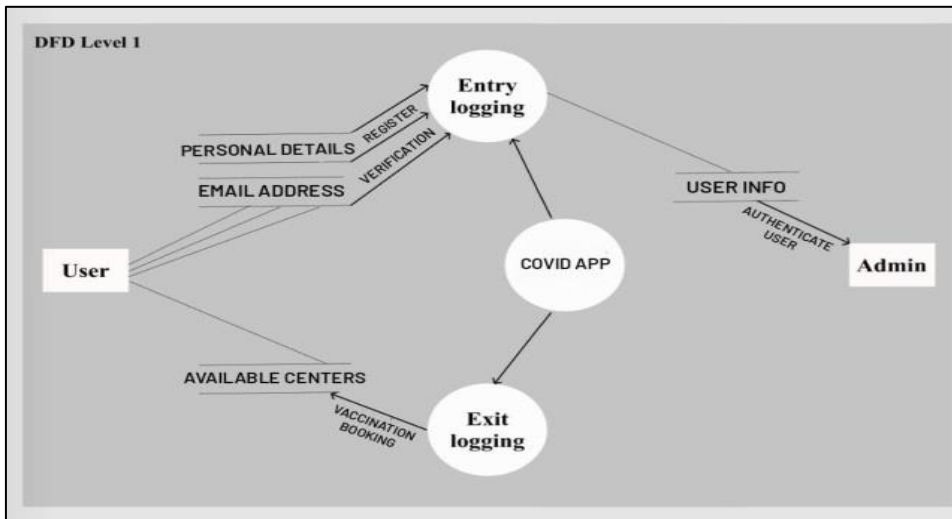 DFD Level 1
Entry
logging
REGISTER
PERSONAL DETAILS
VERIFICATION
EMAIL ADDRESS
USER INFO
AUTHENTICATE
USER
User
COVID APP
Admin
AVAILABLE CENTERS
VACCINATION
BOOKING
Exit
logging